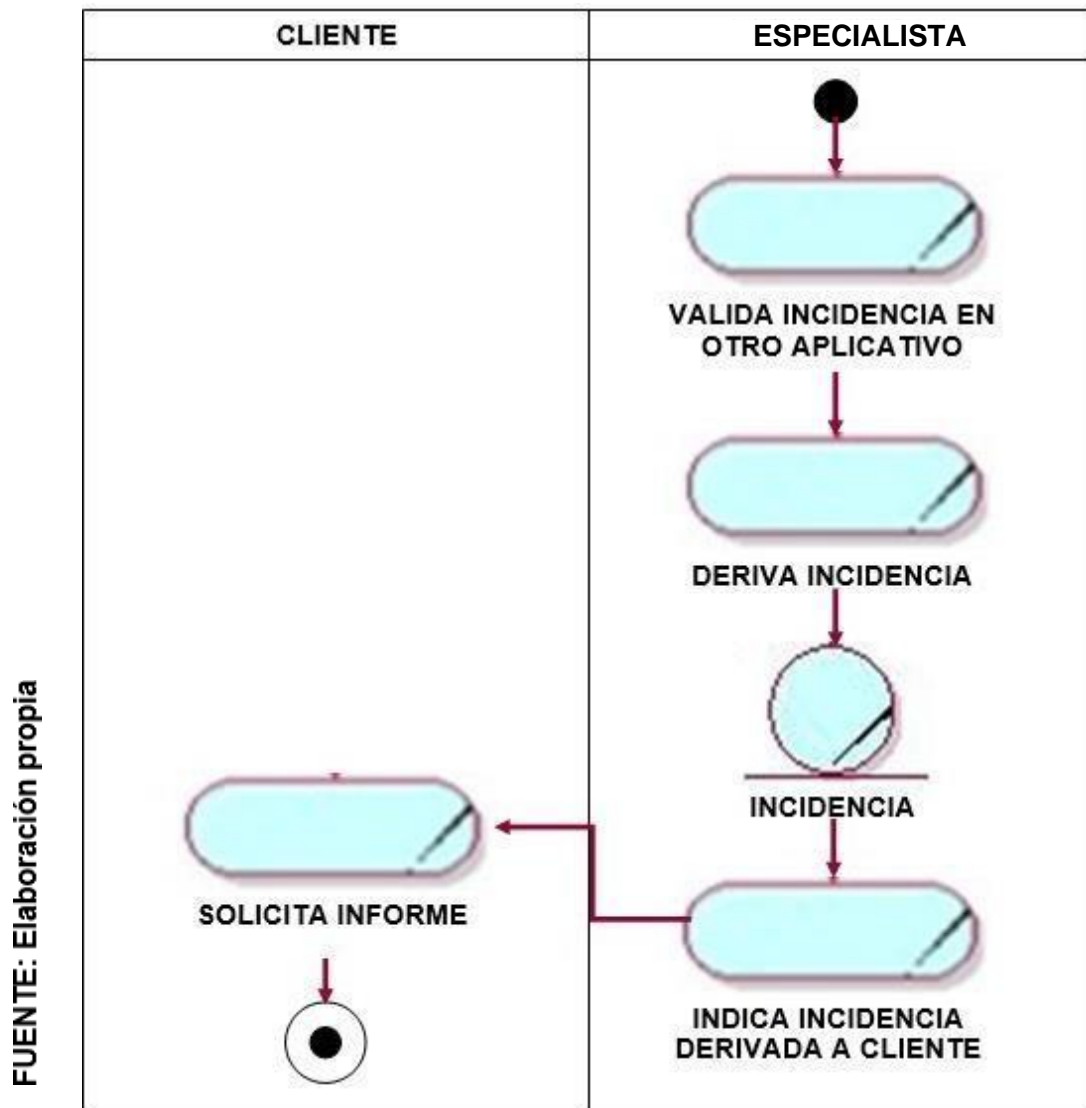 CLIENTE
ESPECIALISTA
VALIDA INCIDENCIA EN
OTRO APLICATIVO
DERIVA INCIDENCIA
INCIDENCIA
INDICA INCIDENCIA
DERIVADA A CLIENTE
SOLICITA INFORME
FUENTE: Elaboración propia